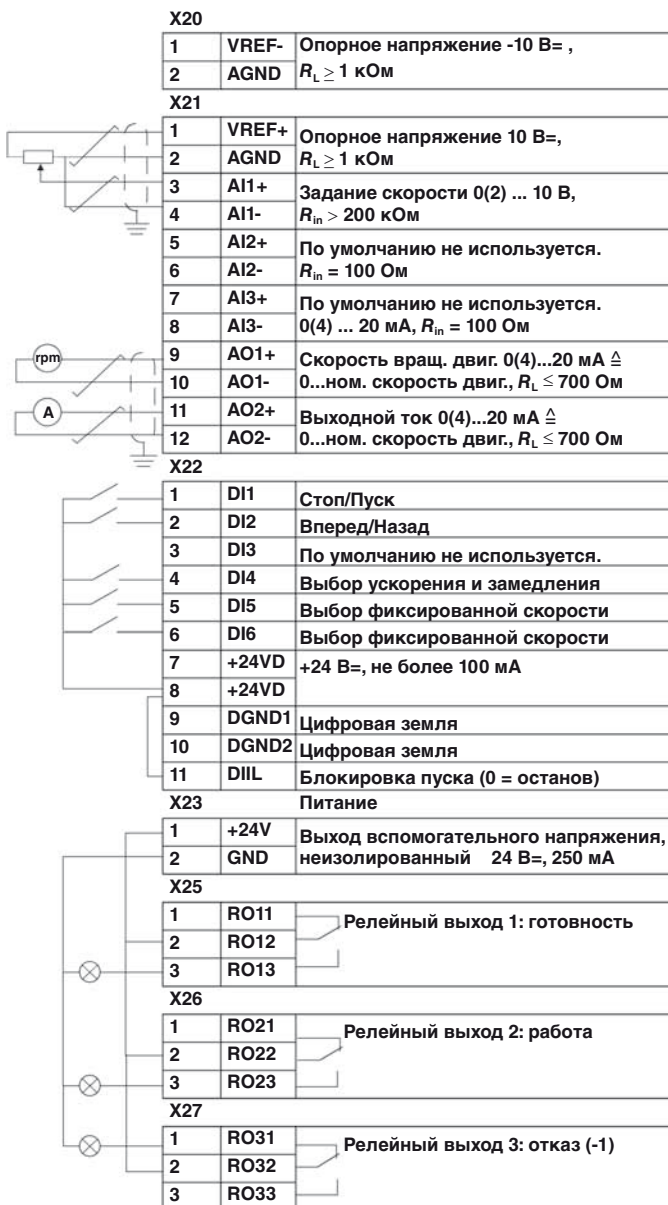 X20
1 VREF- Опорное напряжение -10 В= ,
2 AGND R_L ≥ 1 кОм
X21
1 VREF+ Опорное напряжение 10 В=,
2 AGND R_L ≥ 1 кОм
3 AI1+ Задание скорости 0(2) ... 10 В,
4 AI1- R_in > 200 кОм
5 AI2+ По умолчанию не используется.
6 AI2- R_in = 100 Ом
7 AI3+ По умолчанию не используется.
8 AI3- 0(4) ... 20 мА, R_in = 100 Ом
rpm 9 AO1+ Скорость вращ. двиг. 0(4)...20 мА ≙
10 AO1- 0...ном. скорость двиг., R_L ≤ 700 Ом
A 11 AO2+ Выходной ток 0(4)...20 мА ≙
12 AO2- 0...ном. скорость двиг., R_L ≤ 700 Ом
X22
1 DI1 Стоп/Пуск
2 DI2 Вперед/Назад
3 DI3 По умолчанию не используется.
4 DI4 Выбор ускорения и замедления
5 DI5 Выбор фиксированной скорости
6 DI6 Выбор фиксированной скорости
7 +24VD +24 В=, не более 100 мА
8 +24VD
9 DGND1 Цифровая земля
10 DGND2 Цифровая земля
11 DIIL Блокировка пуска (0 = останов)
X23 Питание
1 +24V Выход вспомогательного напряжения,
2 GND неизолированный 24 В=, 250 мА
X25
1 RO11 Релейный выход 1: готовность
2 RO12
3 RO13
X26
1 RO21 Релейный выход 2: работа
2 RO22
3 RO23
X27
1 RO31 Релейный выход 3: отказ (-1)
2 RO32
3 RO33